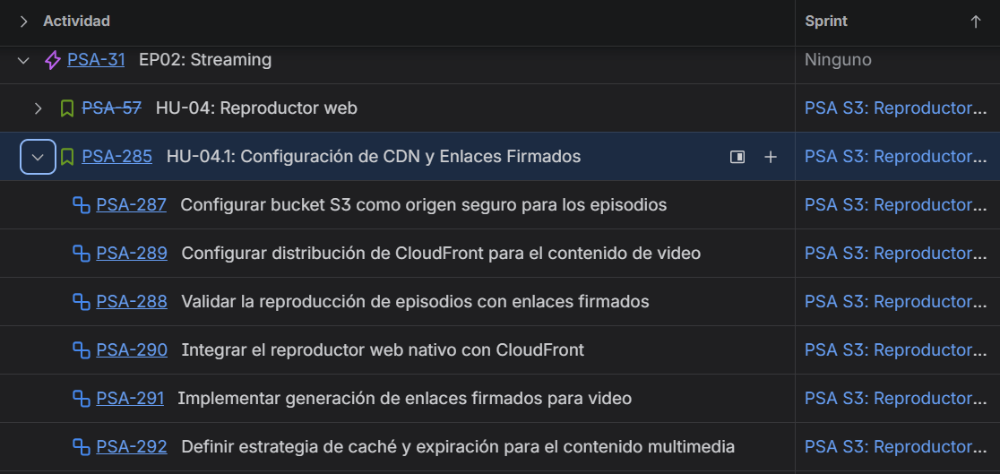 Actividad Sprint
PSA-31 EP02: Streaming Ninguno
PSA-57 HU-04: Reproductor web PSA S3: Reproductor...
PSA-285 HU-04.1: Configuración de CDN y Enlaces Firmados PSA S3: Reproductor...
PSA-287 Configurar bucket S3 como origen seguro para los episodios PSA S3: Reproductor...
PSA-289 Configurar distribución de CloudFront para el contenido de video PSA S3: Reproductor...
PSA-288 Validar la reproducción de episodios con enlaces firmados PSA S3: Reproductor...
PSA-290 Integrar el reproductor web nativo con CloudFront PSA S3: Reproductor...
PSA-291 Implementar generación de enlaces firmados para video PSA S3: Reproductor...
PSA-292 Definir estrategia de caché y expiración para el contenido multimedia PSA S3: Reproductor...